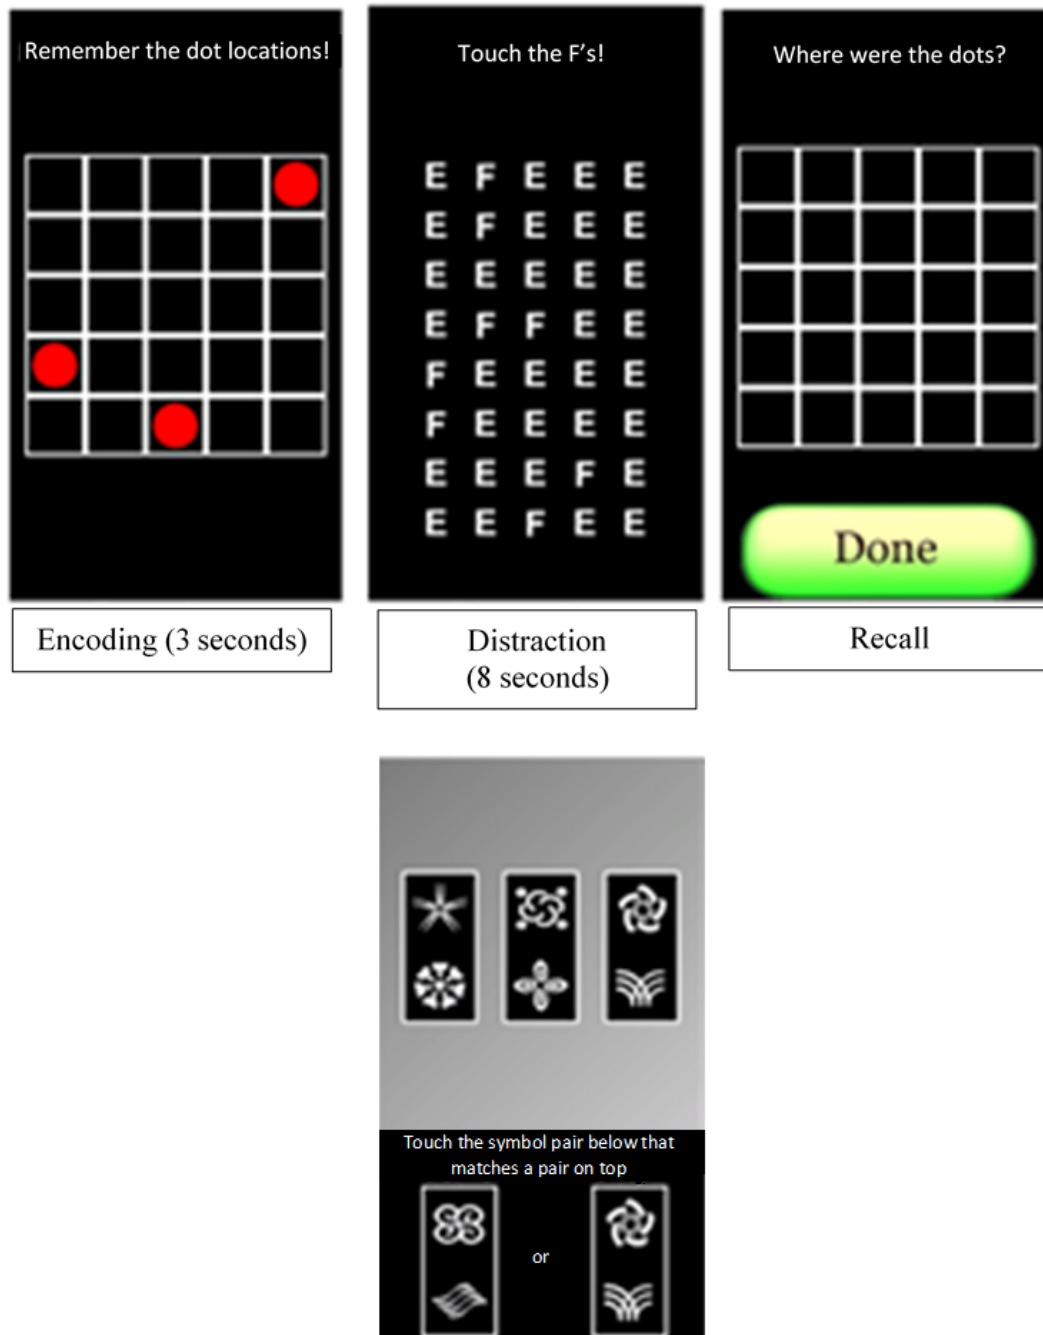 Remember the dot locations!
Touch the F's!
Where were the dots?
E F E E E
E F E E E
E E E E E
E F F E E
F E E E E
F E E E E
E E E F E
E E F E E
Done
Encoding (3 seconds)
Distraction
(8 seconds)
Recall
Touch the symbol pair below that
matches a pair on top
or